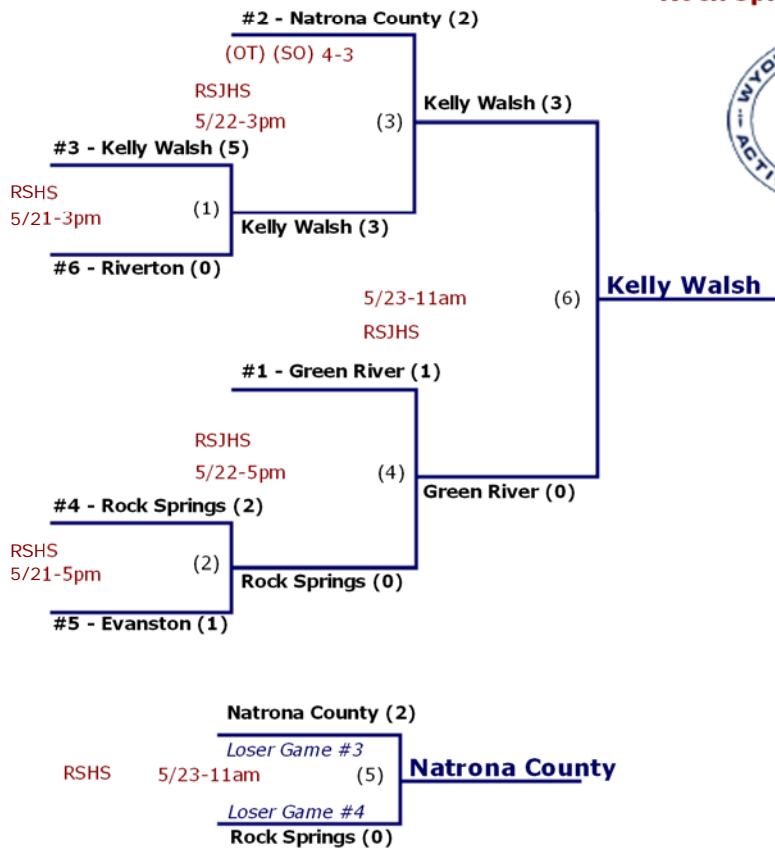 Rock Spr
#2 - Natrona County (2)
(OT) (SO) 4-3
RSJHS
5/22-3pm
(3)
Kelly Walsh (3)
#3 - Kelly Walsh (5)
RSHS
5/21-3pm
(1)
Kelly Walsh (3)
#6 - Riverton (0)
WYO
ACTI
5/23-11am
(6)
RSJHS
Kelly Walsh
#1 - Green River (1)
RSJHS
5/22-5pm
(4)
Green River (0)
#4 - Rock Springs (2)
RSHS
5/21-5pm
(2)
Rock Springs (0)
#5 - Evanston (1)
Natrona County (2)
Loser Game #3
RSHS 5/23-11am (5)
Natrona County
Loser Game #4
Rock Springs (0)